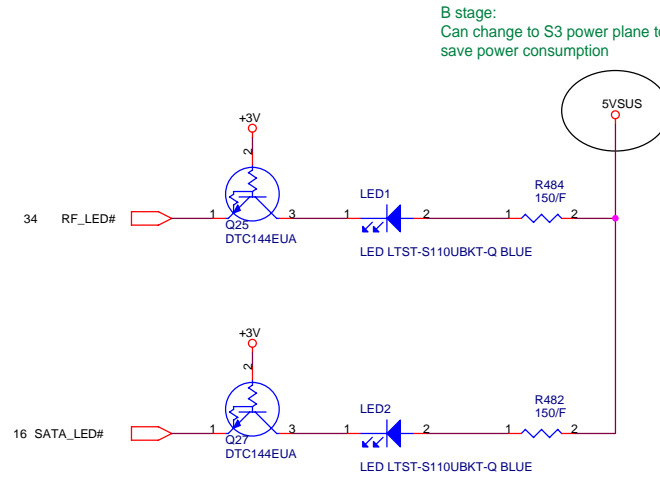 B stage:
Can change to S3 power plane to
save power consumption
5VSUS
+3V
2
34 RF_LED#
1
Q25
DTC144EUA
3
1
LED1
2
LED LTST-S110UBKT-Q BLUE
R484
150/F
1
2
+3V
2
16 SATA_LED#
1
Q27
DTC144EUA
3
1
LED2
2
LED LTST-S110UBKT-Q BLUE
R482
150/F
1
2